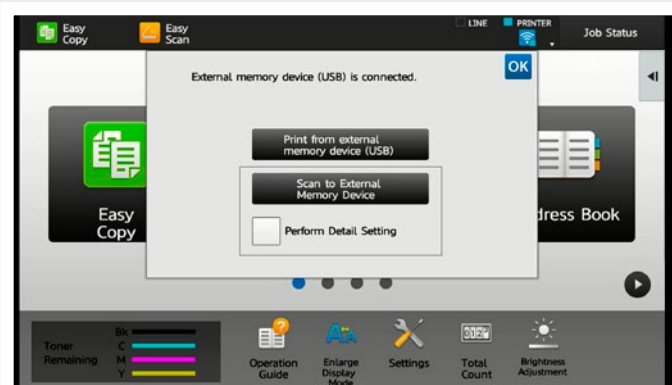 Easy
Copy
Easy
Scan
LINE
PRINTER
Job Status
External memory device (USB) is connected.
OK
Print from external
memory device (USB)
Scan to External
Memory Device
Perform Detail Setting
Easy
Copy
dress Book
Toner
Remaining
Bk
C
M
Y
Operation
Guide
Enlarge
Display
Mode
Settings
Total
Count
Brightness
Adjustment